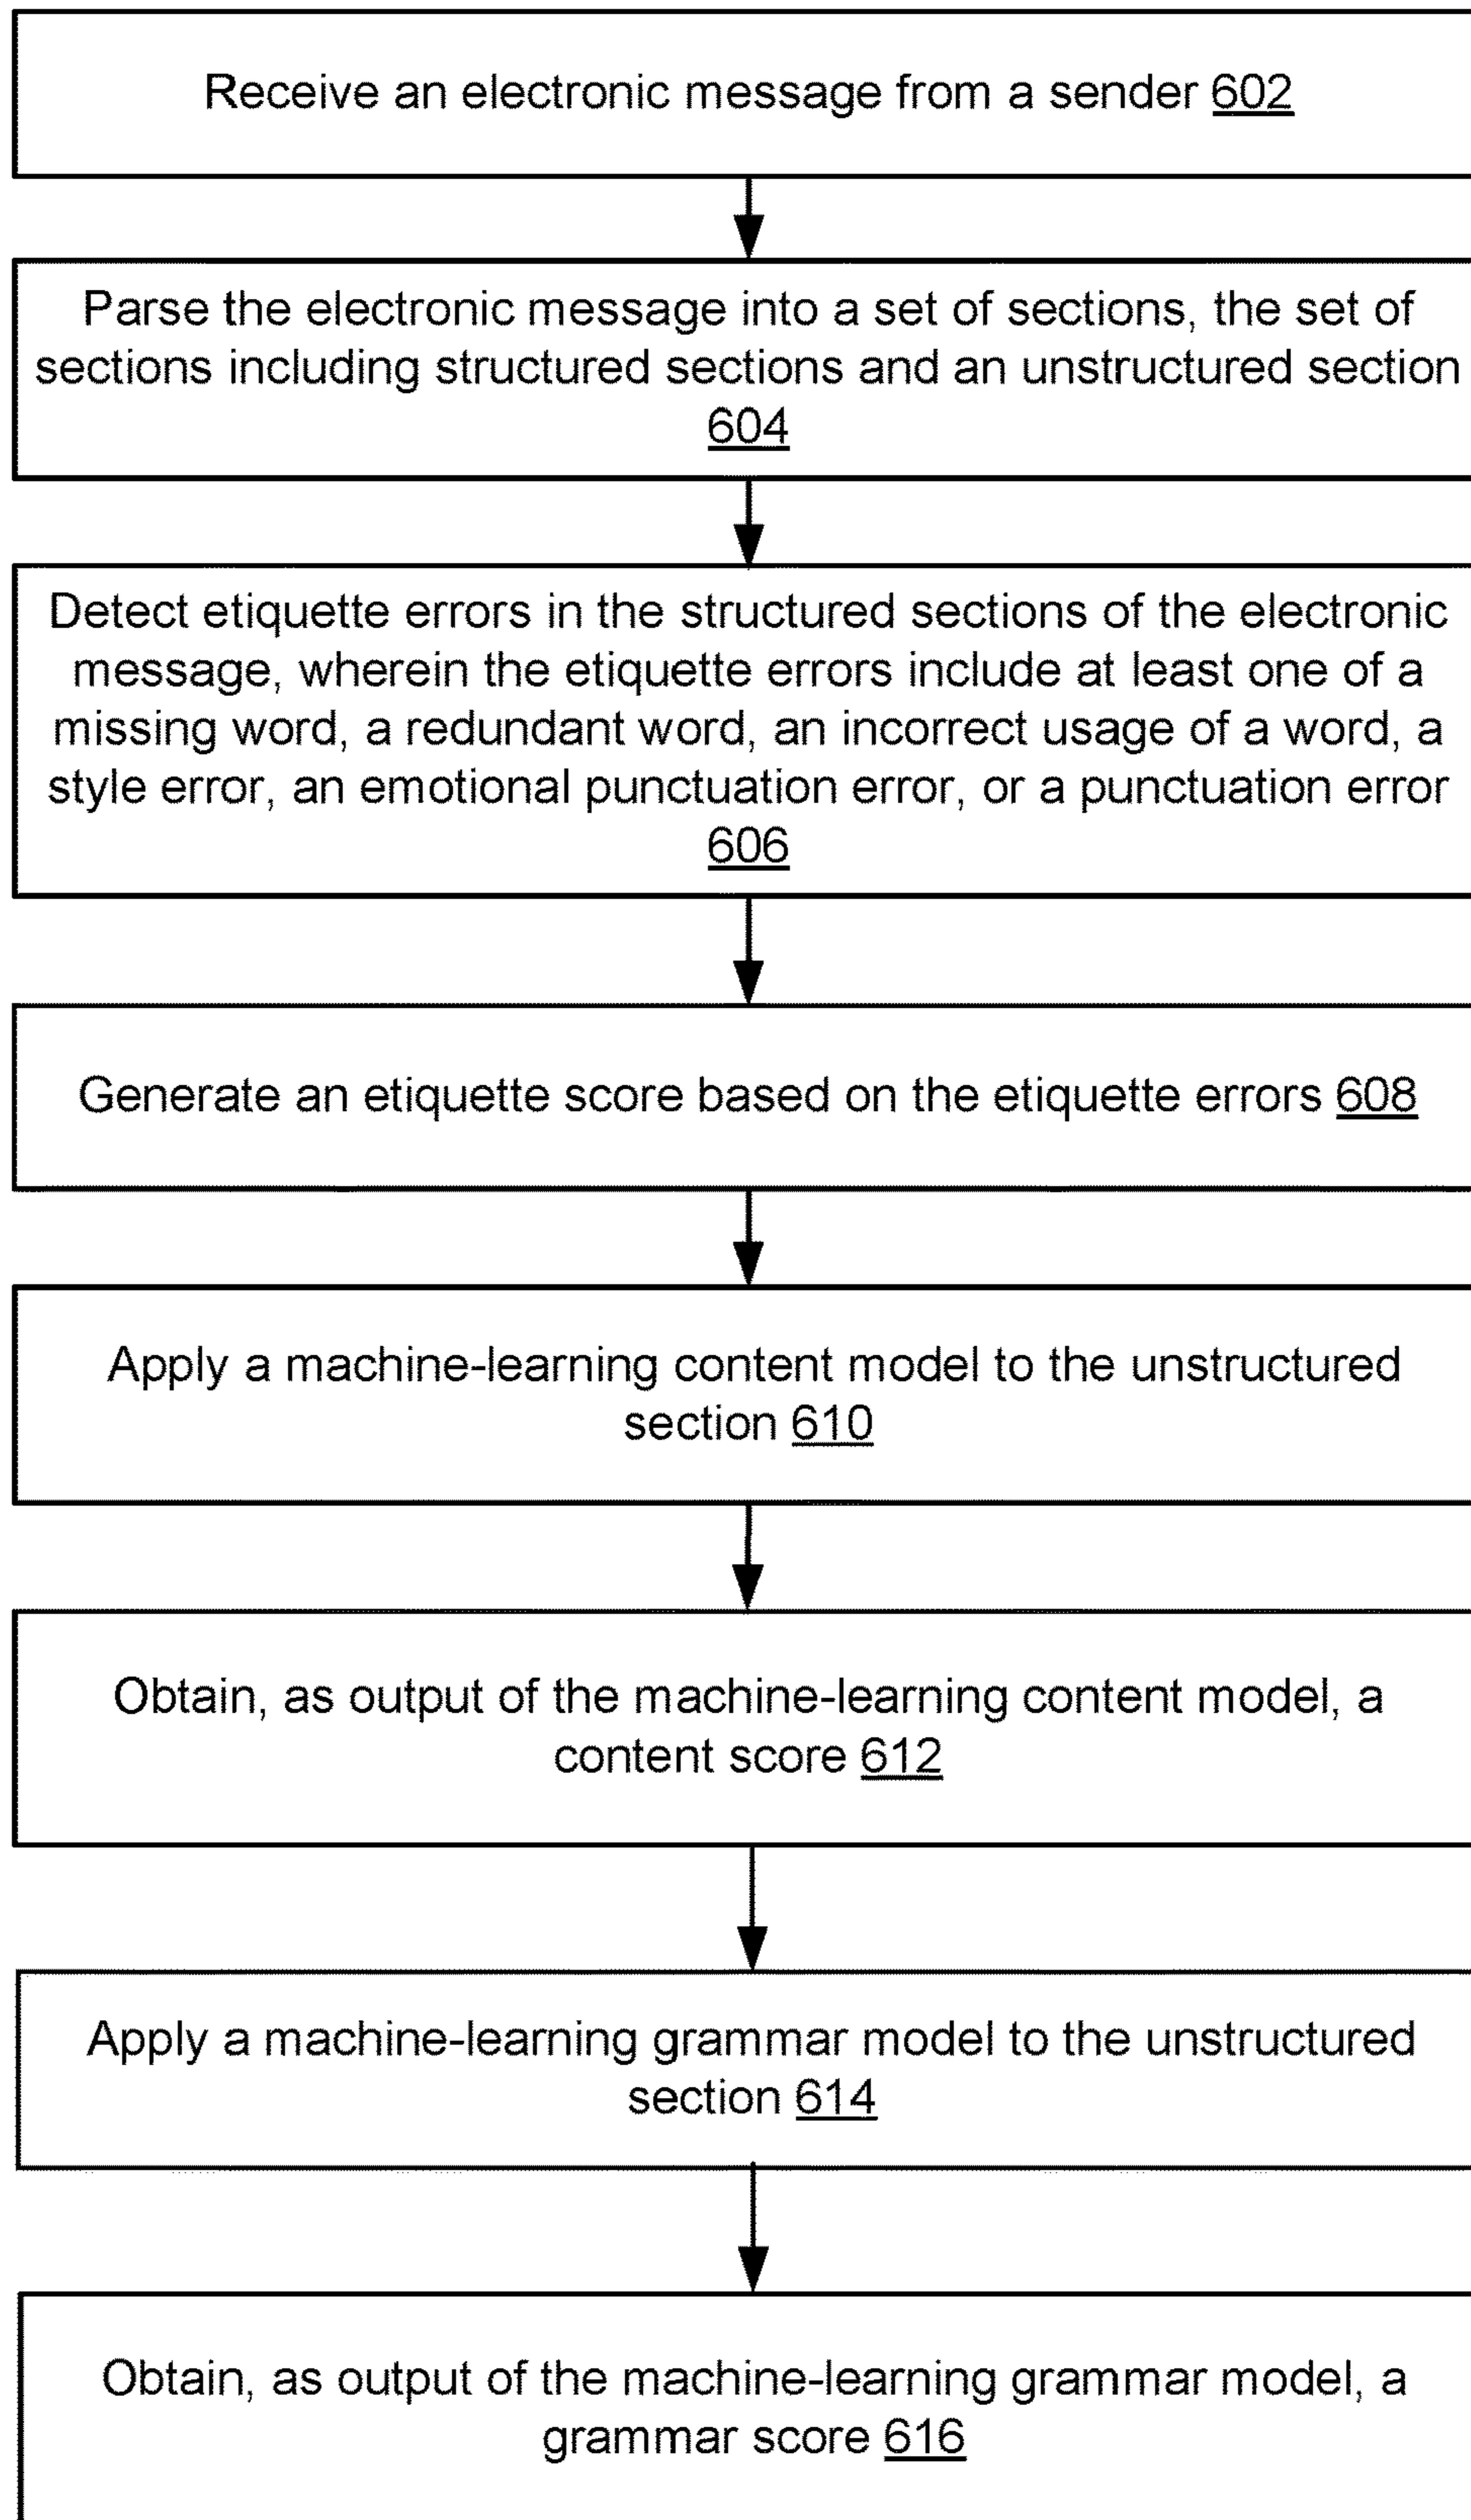 Receive an electronic message from a sender 602
Parse the electronic message into a set of sections, the set of
sections including structured sections and an unstructured section
604
Detect etiquette errors in the structured sections of the electronic
message, wherein the etiquette errors include at least one of a
missing word, a redundant word, an incorrect usage of a word, a
style error, an emotional punctuation error, or a punctuation error
606
Generate an etiquette score based on the etiquette errors 608
Apply a machine-learning content model to the unstructured
section 610
Obtain, as output of the machine-learning content model, a
content score 612
Apply a machine-learning grammar model to the unstructured
section 614
Obtain, as output of the machine-learning grammar model, a
grammar score 616